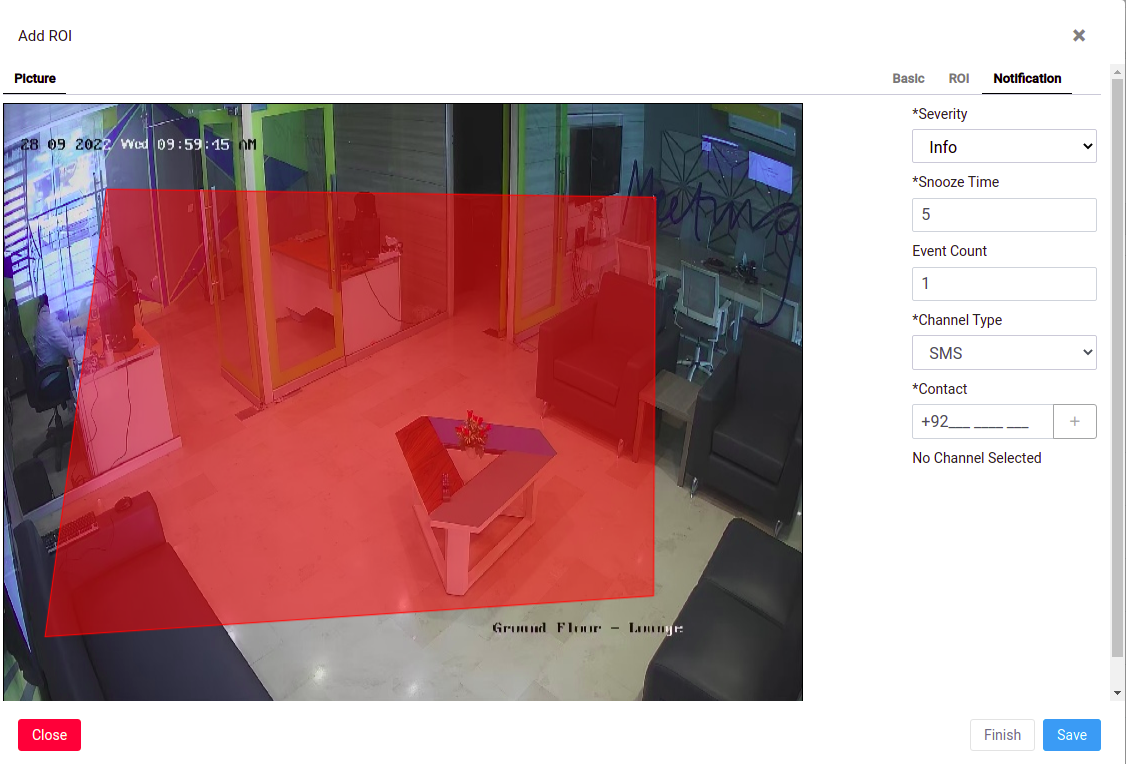 Add ROI
Picture
Basic ROI Notification
28 09 2022 Wed 09:59:15 AM
Meeting
Ground Floor - Lounge
*Severity
Info
*Snooze Time
5
Event Count
1
*Channel Type
SMS
*Contact
+92___ ____ ___
+
No Channel Selected
Close
Finish
Save